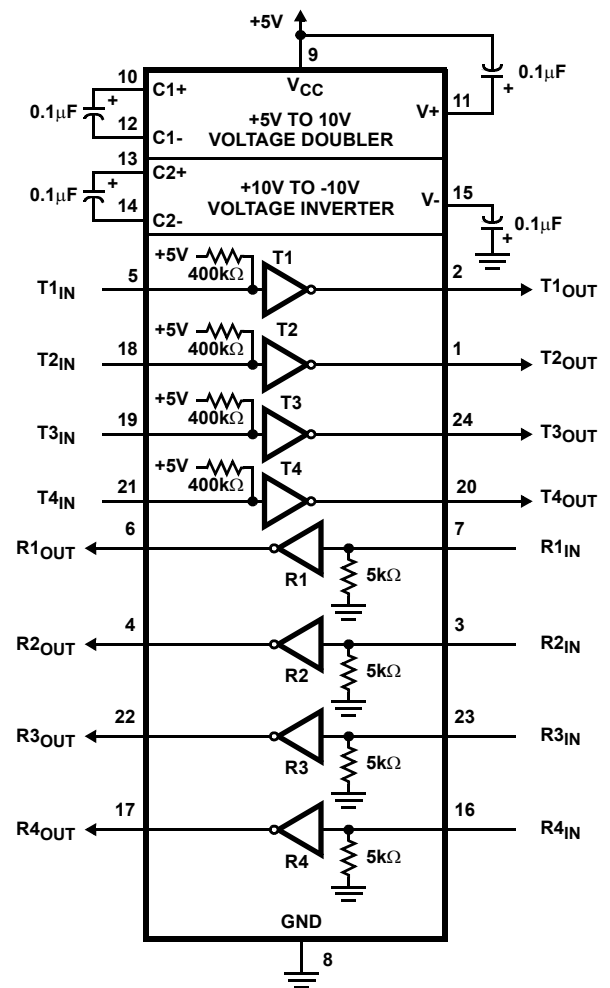 +5V
9
10
C1+
VCC
0.1μF
+
0.1μF
+
12
C1-
+5V TO 10V
VOLTAGE DOUBLER
V+
11
13
C2+
0.1μF
+
14
C2-
+10V TO -10V
VOLTAGE INVERTER
V-
15
0.1μF
+
T1IN
5
+5V
400kΩ
T1
2
T1OUT
T2IN
18
+5V
400kΩ
T2
1
T2OUT
T3IN
19
+5V
400kΩ
T3
24
T3OUT
T4IN
21
+5V
400kΩ
T4
20
T4OUT
R1OUT
6
R1
5kΩ
7
R1IN
R2OUT
4
R2
5kΩ
3
R2IN
R3OUT
22
R3
5kΩ
23
R3IN
R4OUT
17
R4
5kΩ
16
R4IN
GND
8